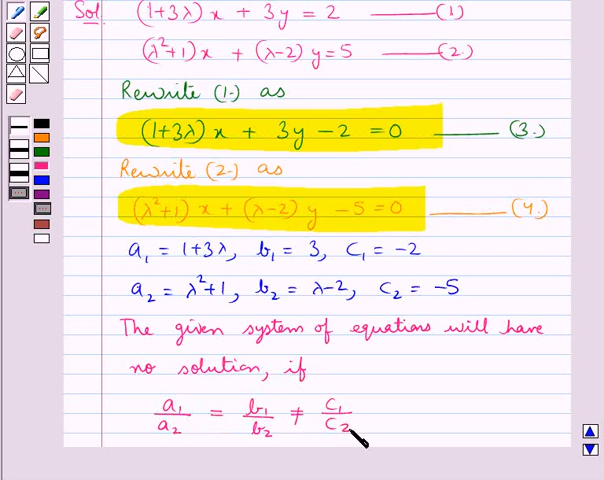 Sol (1+3λ) x + 3y = 2 ——(1)
(λ²+1) x + (λ-2) y = 5 ——(2.)
Rewrite (1.) as
(1+3λ) x + 3y - 2 = 0 —— (3.)
Rewrite (2.) as
(λ²+1) x + (λ-2) y - 5 = 0 —— (4.)
a₁ = 1+3λ, b₁ = 3, c₁ = -2
a₂ = λ²+1, b₂ = λ-2, c₂ = -5
The given system of equations will have
no solution, if
a₁/a₂ = b₁/b₂ ≠ c₁/c₂